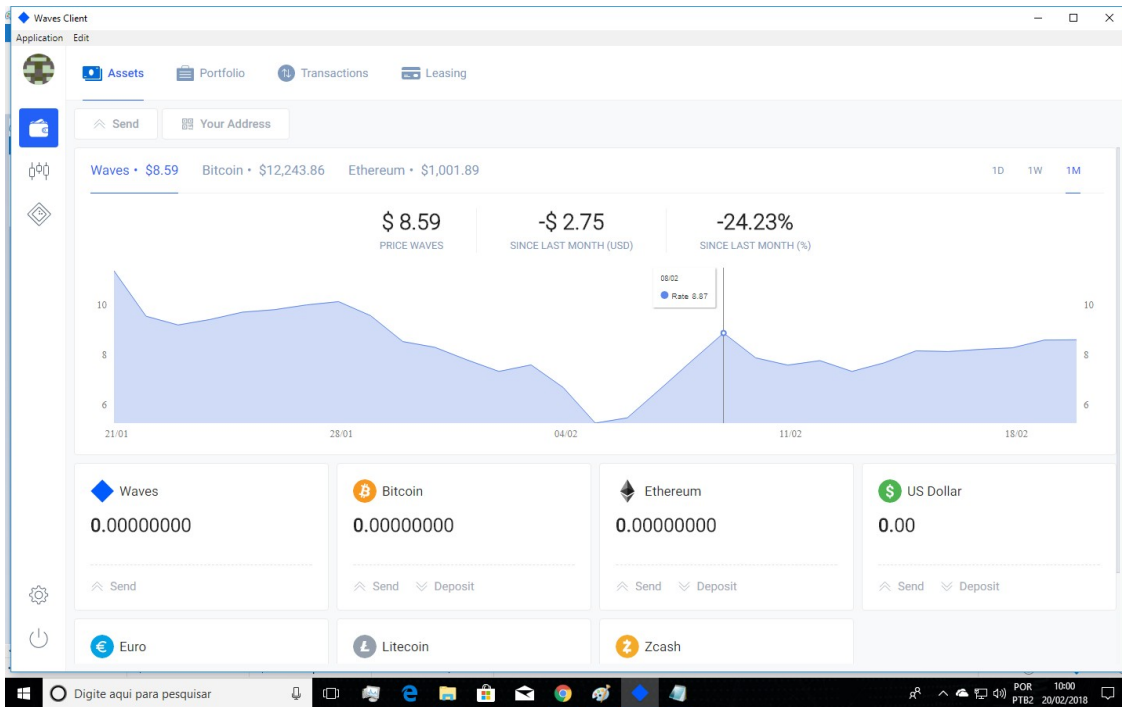 Waves Client
Application Edit
Assets Portfolio Transactions Leasing
Send Your Address
Waves • $8.59 Bitcoin • $12,243.86 Ethereum • $1,001.89 1D 1W 1M
$ 8.59 -$ 2.75 -24.23%
PRICE WAVES SINCE LAST MONTH (USD) SINCE LAST MONTH (%)
08/02
Rate 8.87
10 10
8 8
6 6
21/01 28/01 04/02 11/02 18/02
Waves Bitcoin Ethereum US Dollar
0.00000000 0.00000000 0.00000000 0.00
Send Send Deposit Send Deposit Send Deposit
Euro Litecoin Zcash
Digite aqui para pesquisar
POR 10:00
PTB2 20/02/2018